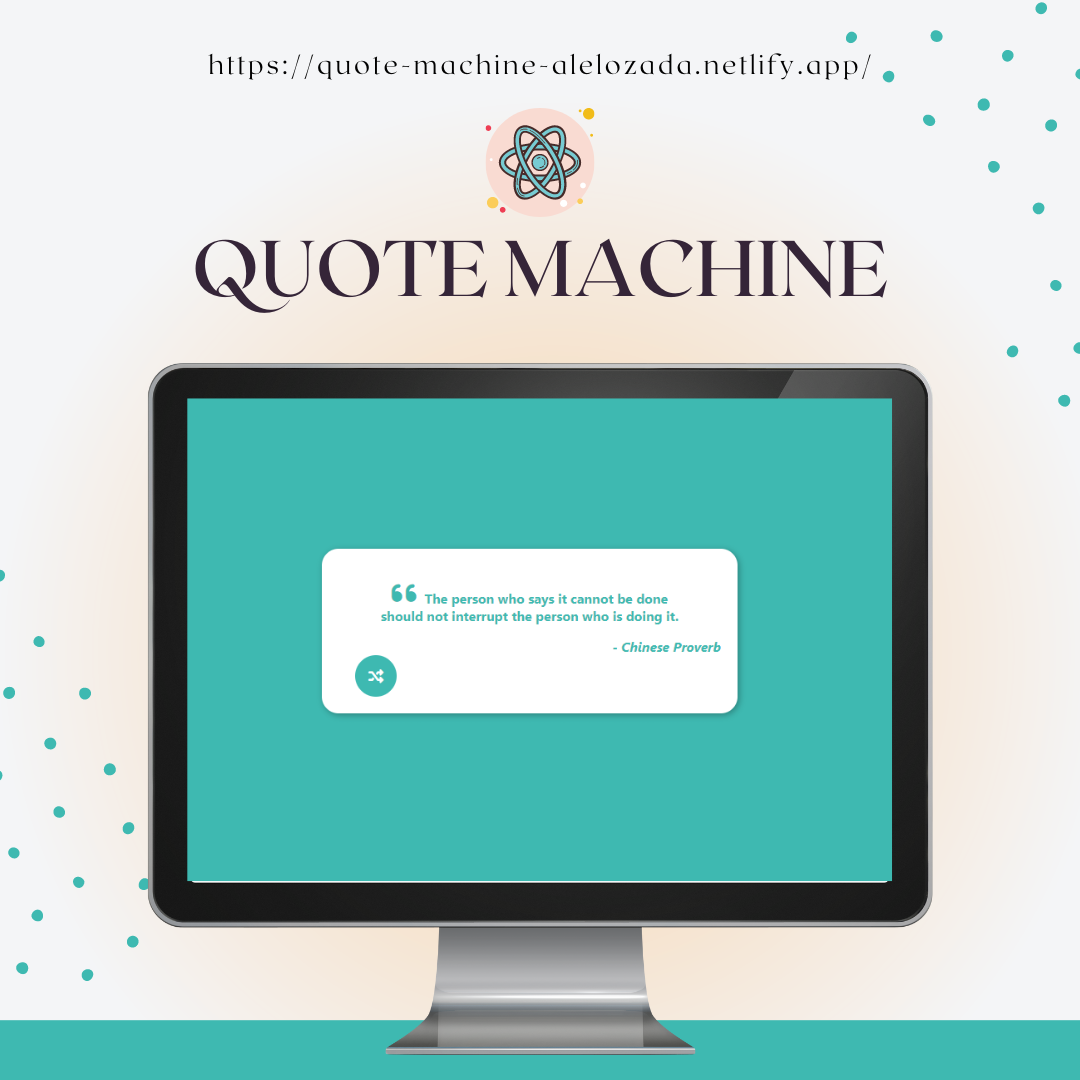 https://quote-machine-alelozada.netlify.app/
QUOTE MACHINE
❝ The person who says it cannot be done
should not interrupt the person who is doing it.
- Chinese Proverb